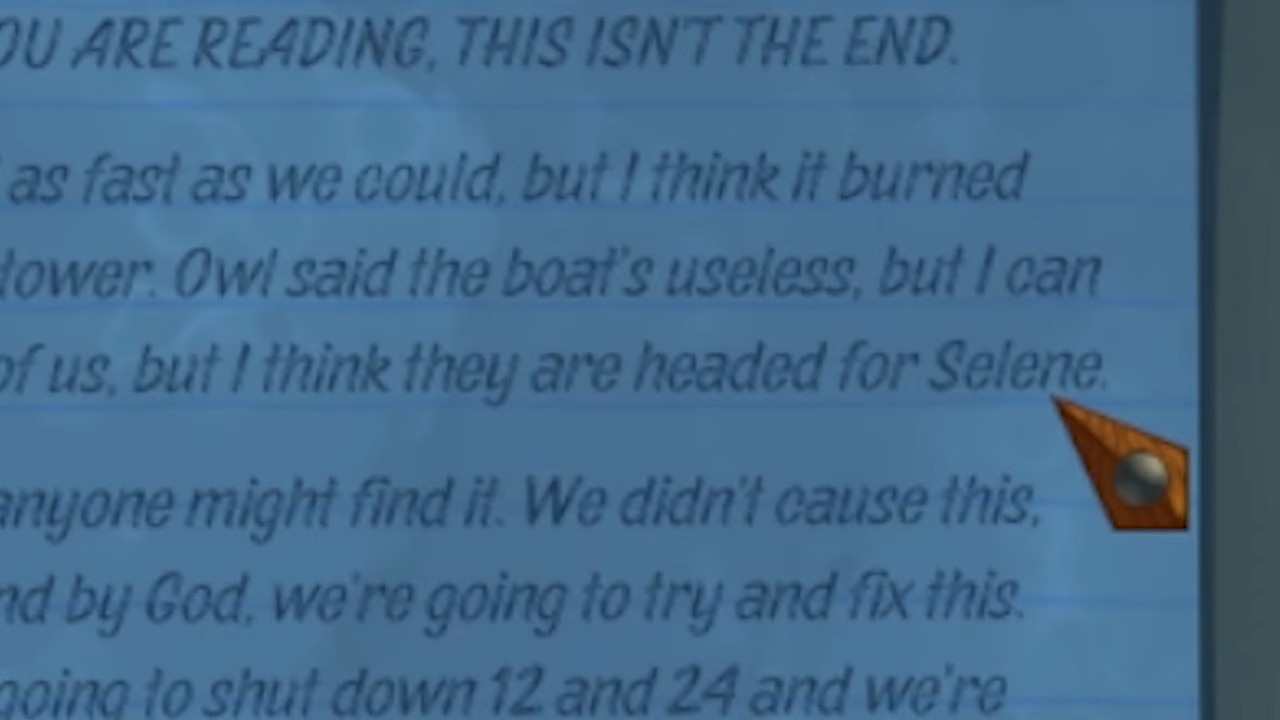 OU ARE READING, THIS ISN'T THE END.
as fast as we could, but I think it burned
tower. Owl said the boat's useless, but I can
of us, but I think they are headed for Selene.
anyone might find it. We didn't cause this,
nd by God, we're going to try and fix this.
going to shut down 12 and 24 and we're